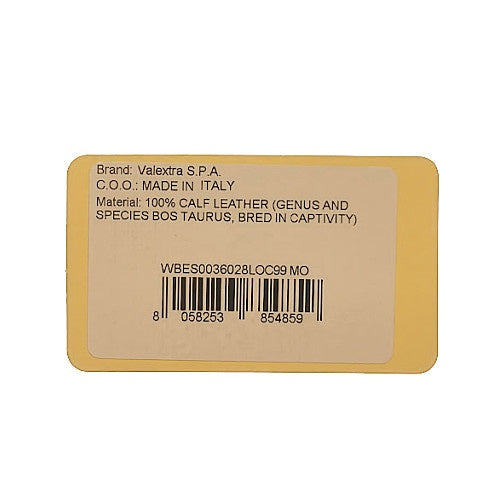 Brand: Valextra S.P.A.
C.O.O.: MADE IN ITALY
Material: 100% CALF LEATHER (GENUS AND
SPECIES BOS TAURUS, BRED IN CAPTIVITY)
WBES0036028LOC99 MO
8 058253 854859